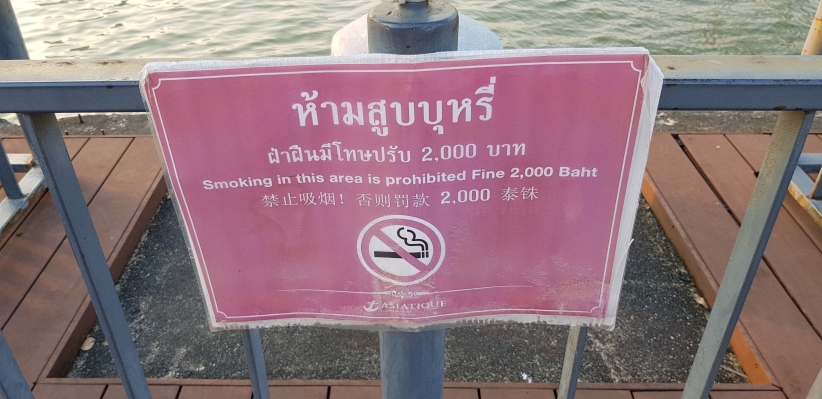 ห้ามสูบบุหรี่
ฝ่าฝืนมีโทษปรับ 2,000 บาท
Smoking in this area is prohibited Fine 2,000 Baht
禁止吸烟！否则罚款 2,000 泰铢
ASIATIQUE